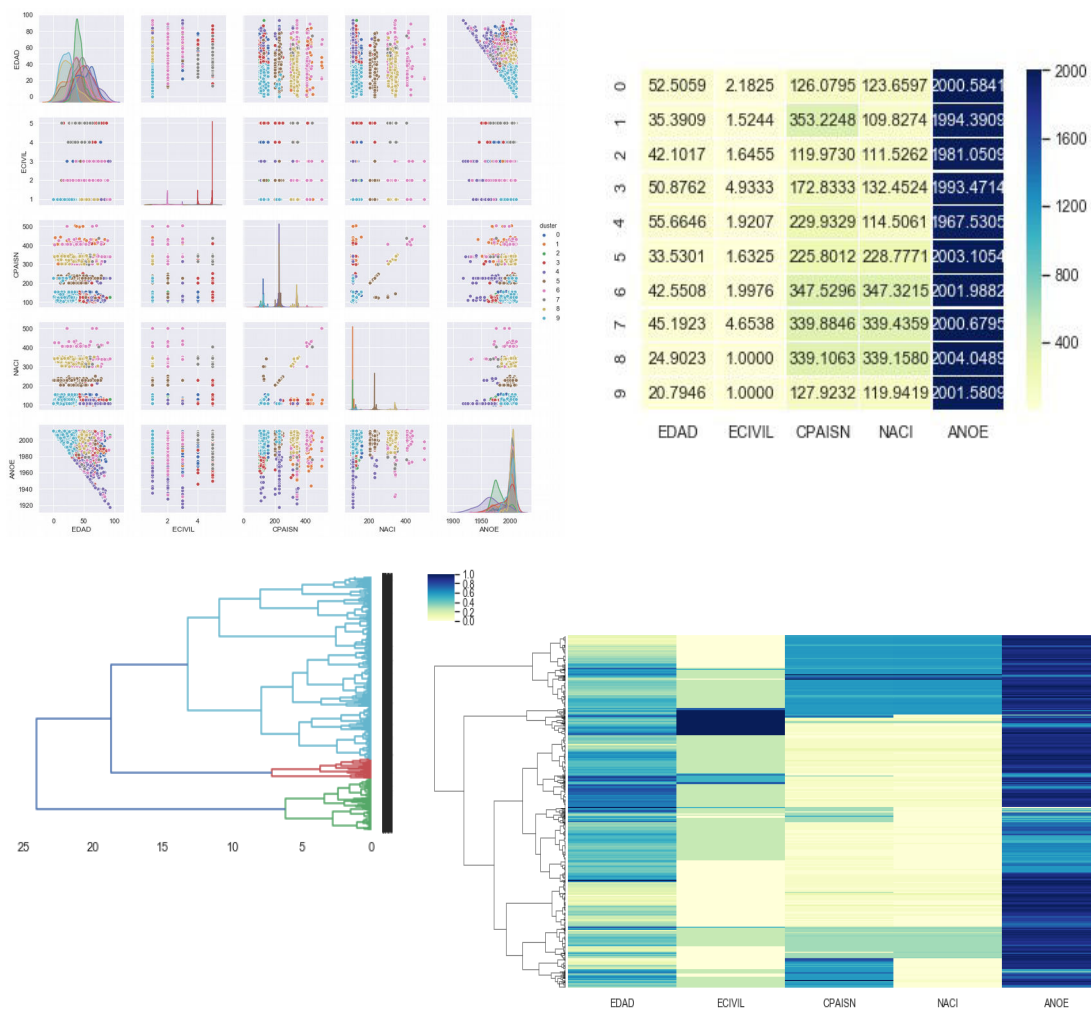 100
80
60
40
20
0
EDAD
5
4
3
2
1
ECIVIL
500
400
300
200
100
CPAISN
500
400
300
200
100
NACI
2000
1980
1960
1940
1920
ANOE
0 50 100
EDAD
2 4
ECIVIL
0 200 400
CPAISN
200 400
NACI
1900 1950 2000
ANOE
cluster
0
1
2
3
4
5
6
7
8
9
0 52.5059 2.1825 126.0795 123.6597 2000.5841
1 35.3909 1.5244 353.2248 109.8274 1994.3909
2 42.1017 1.6455 119.9730 111.5262 1981.0509
3 50.8762 4.9333 172.8333 132.4524 1993.4714
4 55.6646 1.9207 229.9329 114.5061 1967.5305
5 33.5301 1.6325 225.8012 228.7771 2003.1054
6 42.5508 1.9976 347.5296 347.3215 2001.9882
7 45.1923 4.6538 339.8846 339.4359 2000.6795
8 24.9023 1.0000 339.1063 339.1580 2004.0489
9 20.7946 1.0000 127.9232 119.9419 2001.5809
EDAD ECIVIL CPAISN NACI ANOE
2000
1600
1200
800
400
25 20 15 10 5 0
1.0
0.8
0.6
0.4
0.2
0.0
EDAD ECIVIL CPAISN NACI ANOE